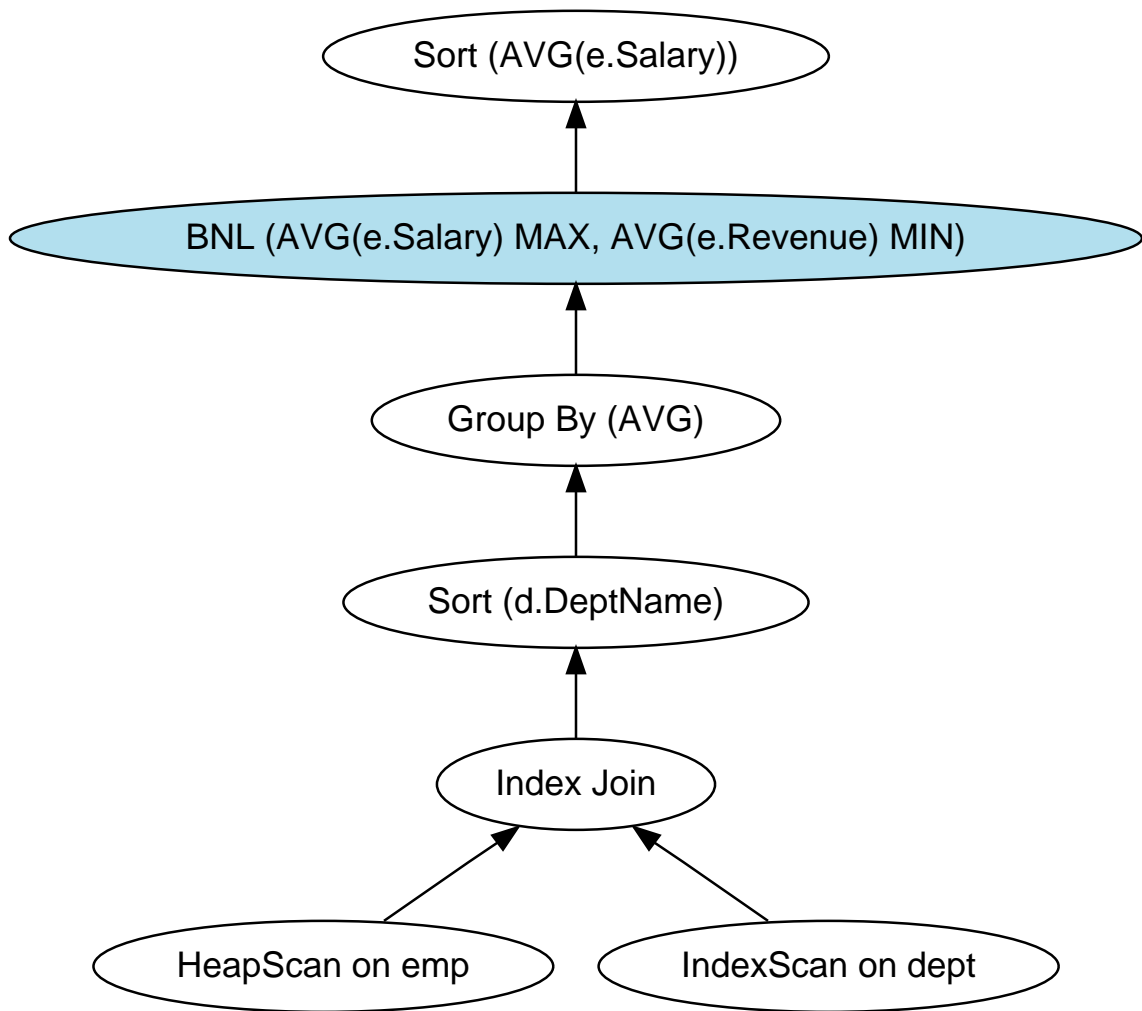 Sort (AVG(e.Salary))
BNL (AVG(e.Salary) MAX, AVG(e.Revenue) MIN)
Group By (AVG)
Sort (d.DeptName)
Index Join
HeapScan on emp
IndexScan on dept